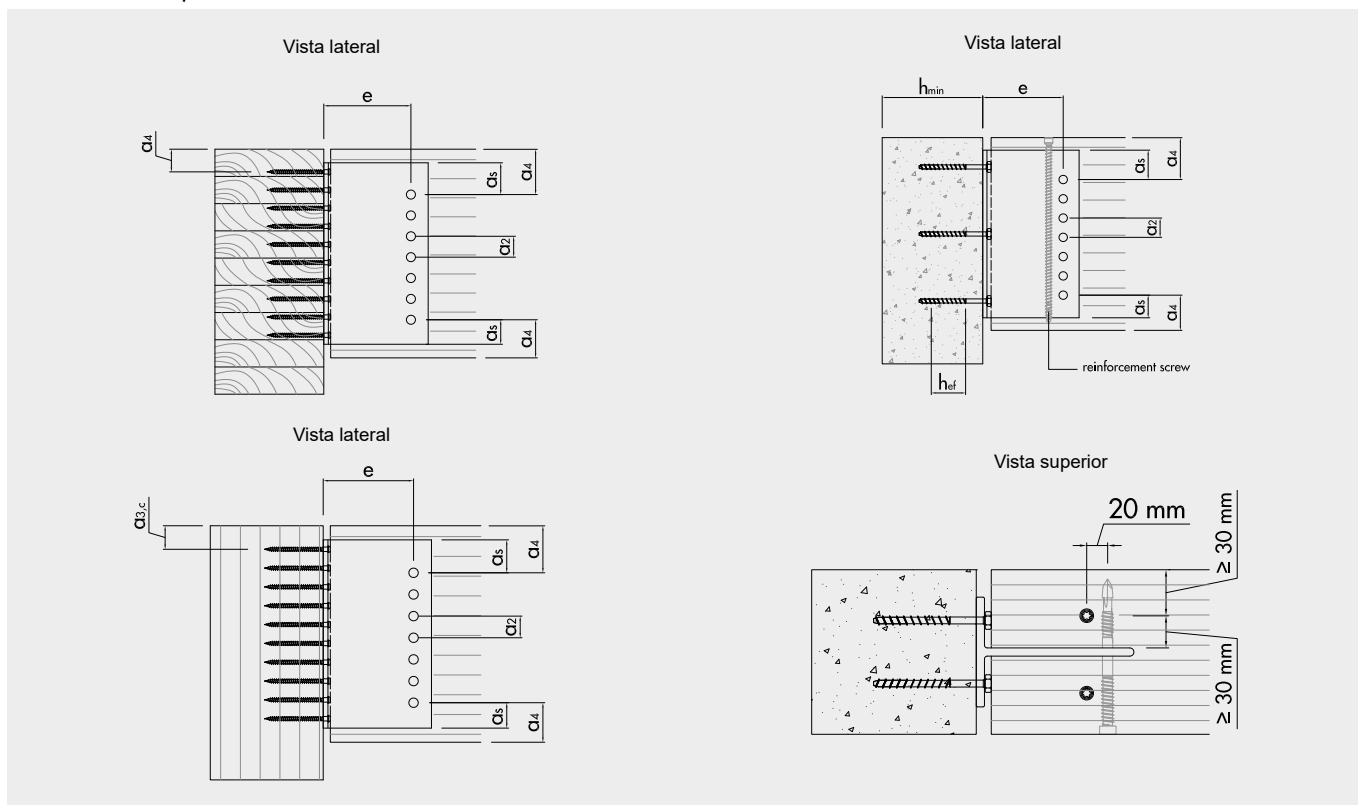 Vista lateral
e
a4
as
a4
a2
as
a4
Vista lateral
hmin
e
as
a4
a2
as
a4
hef
reinforcement screw
Vista lateral
e
a3,c
as
a4
a2
as
a4
Vista superior
20 mm
≥ 30 mm
≥ 30 mm